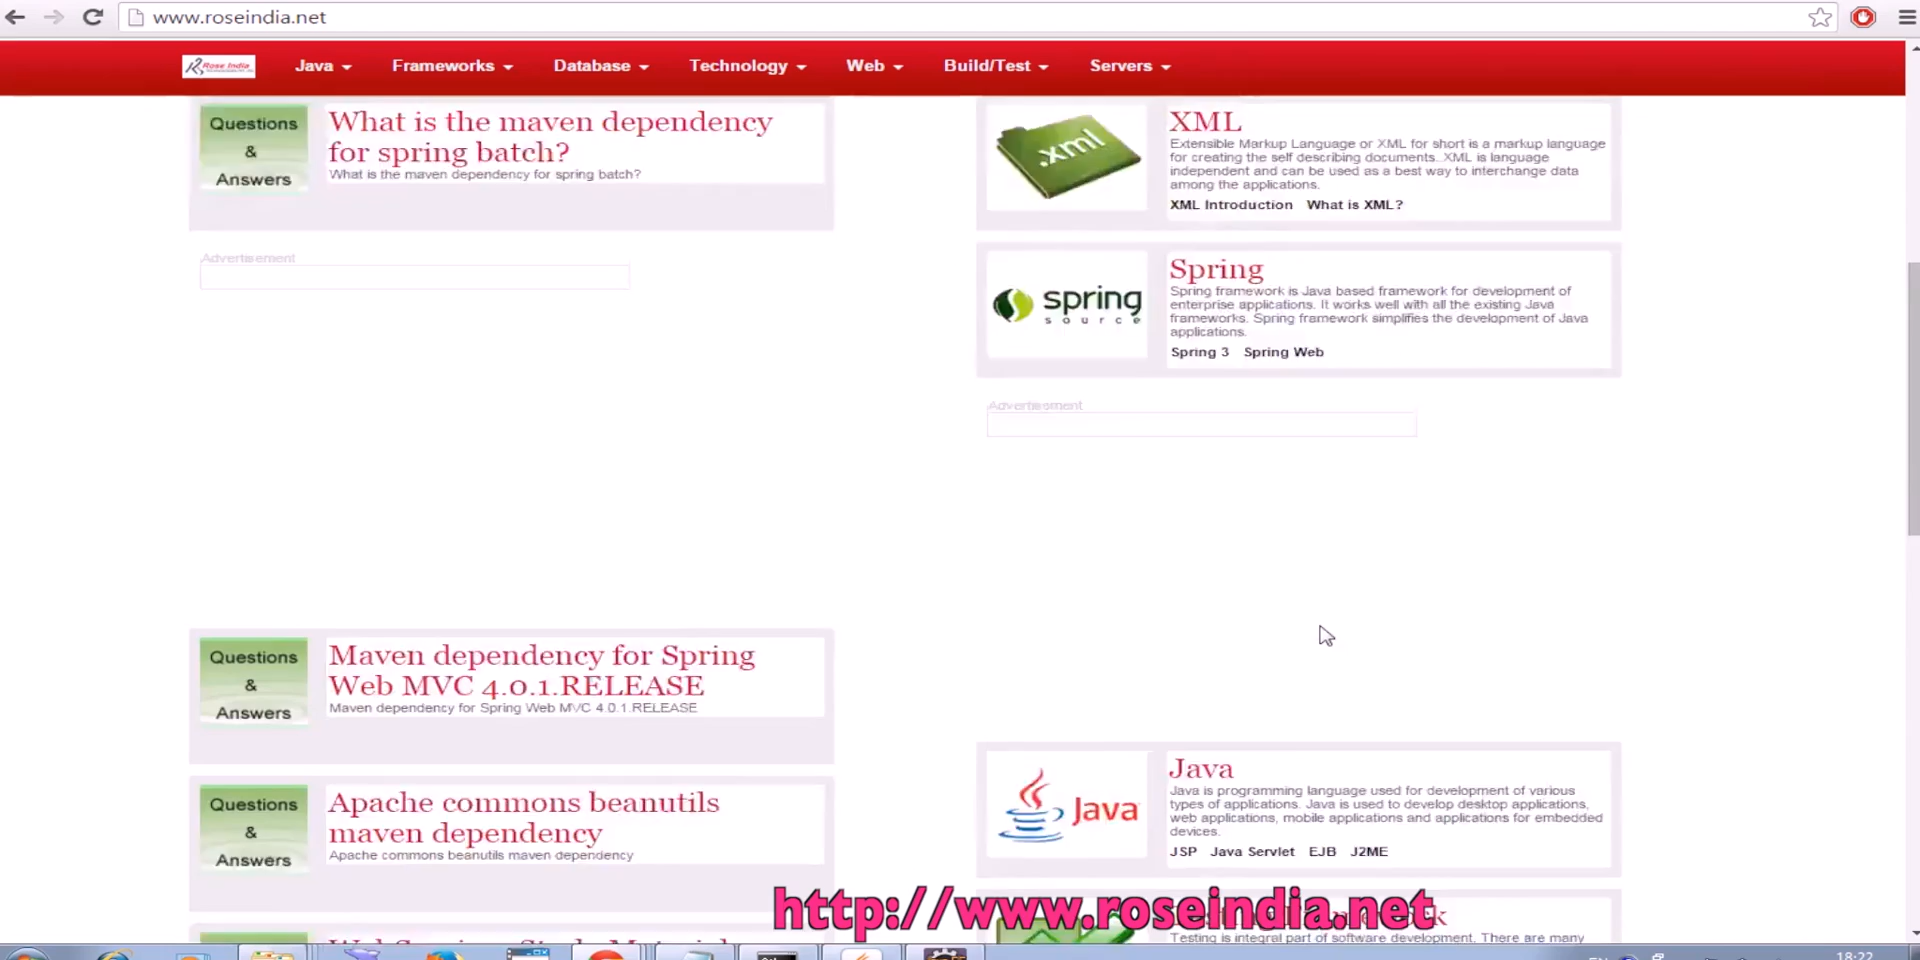 www.roseindia.net
Rose India
Java Frameworks Database Technology Web Build/Test Servers
Questions
&
Answers
What is the maven dependency
for spring batch?
What is the maven dependency for spring batch?
Advertisement
Questions
&
Answers
Maven dependency for Spring
Web MVC 4.0.1.RELEASE
Maven dependency for Spring Web MVC 4.0.1.RELEASE
Questions
&
Answers
Apache commons beanutils
maven dependency
Apache commons beanutils maven dependency
.xml
XML
Extensible Markup Language or XML for short is a markup language
for creating the self describing documents. XML is language
independent and can be used as a best way to interchange data
among the applications.
XML Introduction What is XML?
spring
source
Spring
Spring framework is Java based framework for development of
enterprise applications. It works well with all the existing Java
frameworks. Spring framework simplifies the development of Java
applications.
Spring 3 Spring Web
Advertisement
Java
Java
Java is programming language used for development of various
types of applications. Java is used to develop desktop applications,
web applications, mobile applications and applications for embedded
devices.
JSP Java Servlet EJB J2ME
Testing is integral part of software development. There are many
http://www.roseindia.net
18:22